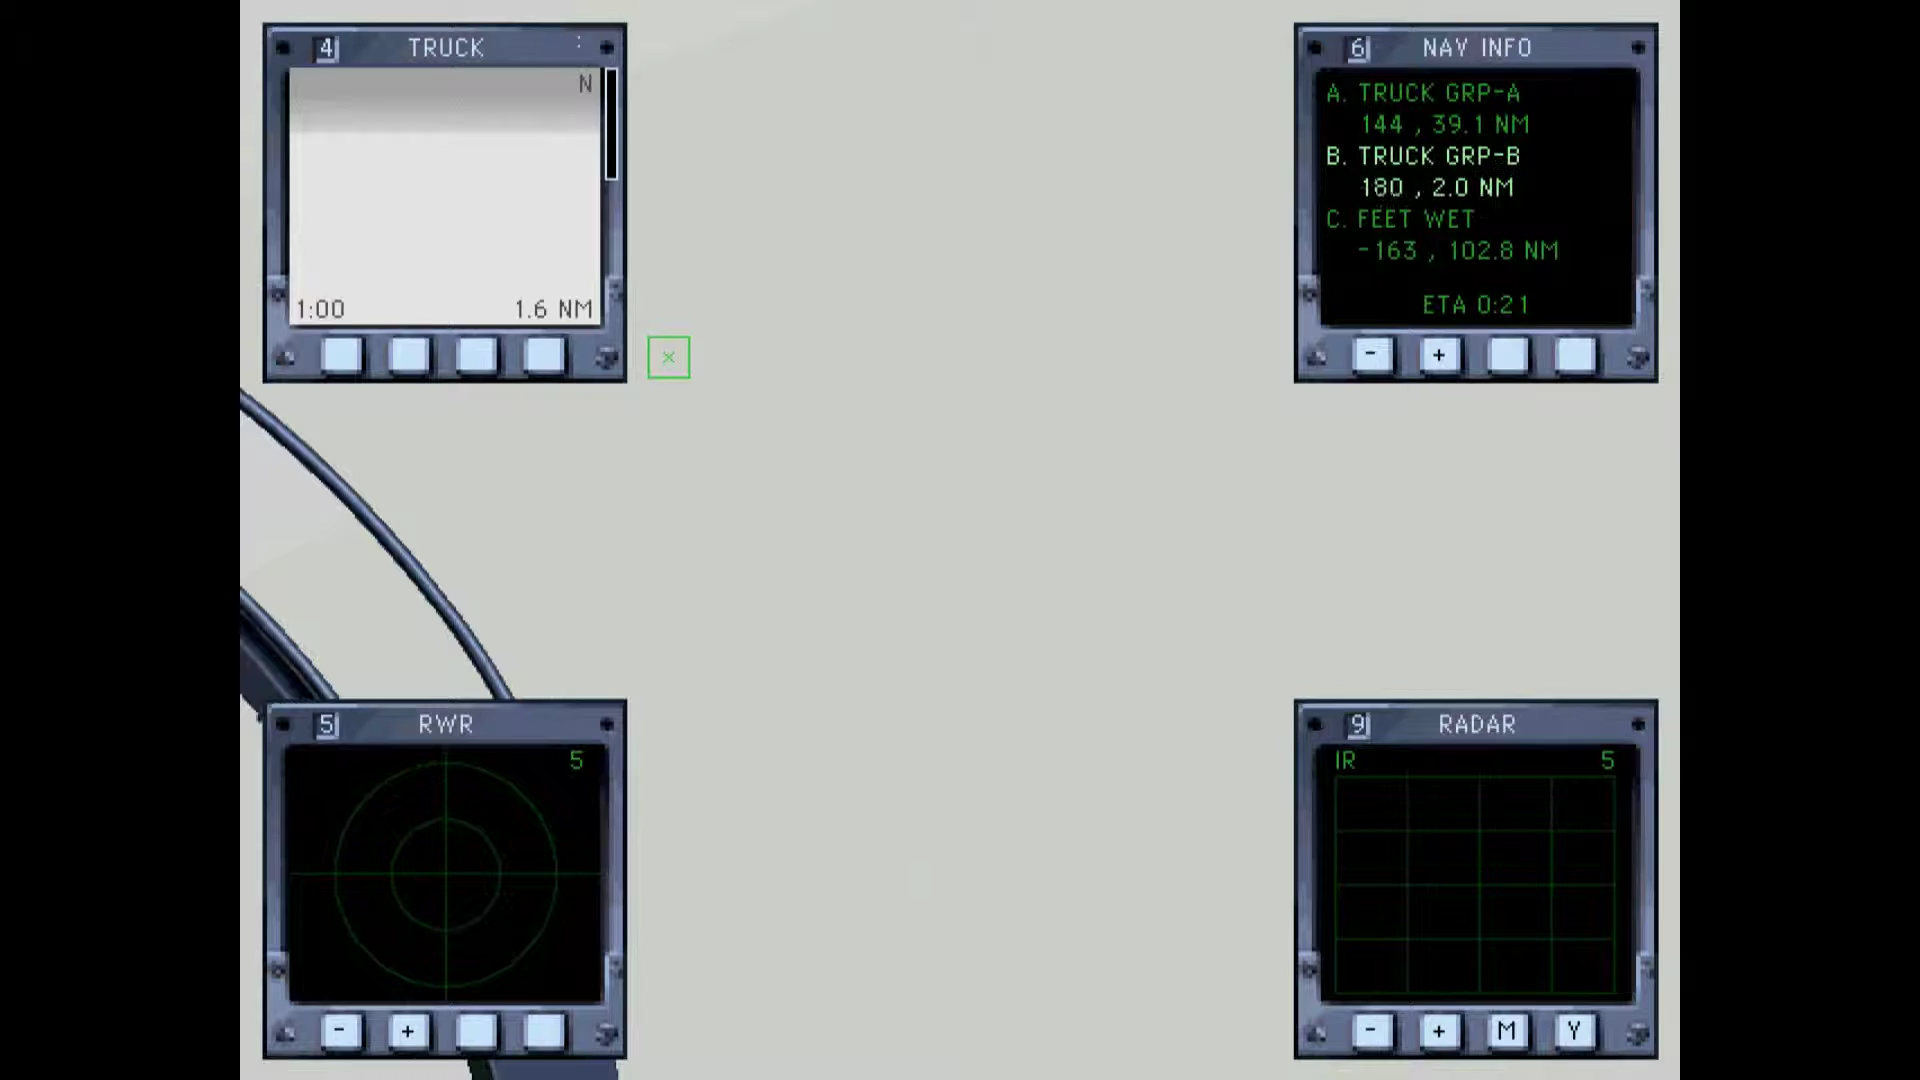 4 TRUCK
N
1:00 1.6 NM
6 NAV INFO
A. TRUCK GRP-A
144 , 39.1 NM
B. TRUCK GRP-B
180 , 2.0 NM
C. FEET WET
-163 , 102.8 NM
ETA 0:21
- +
5 RWR
5
- +
9 RADAR
IR 5
- + M Y